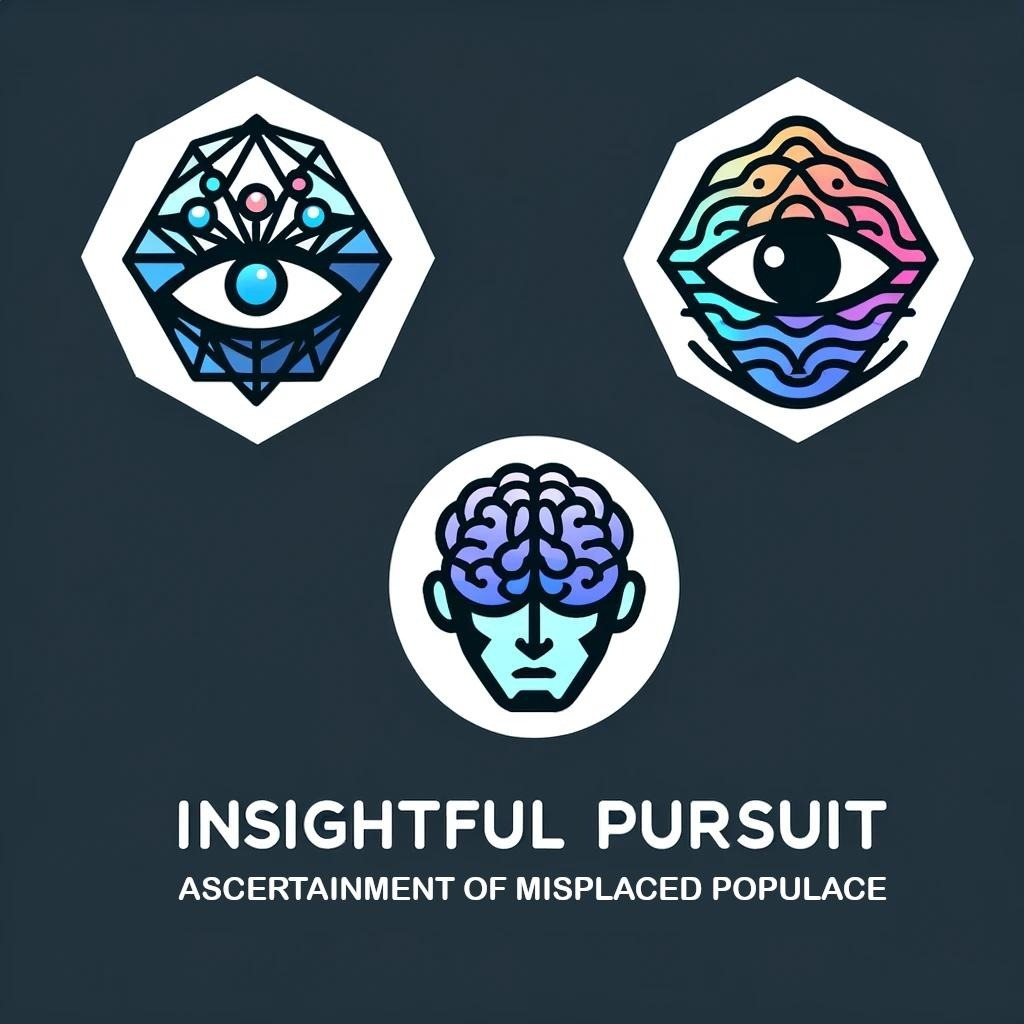 INSIGHTFUL PURSUIT
ASCERTAINMENT OF MISPLACED POPULACE